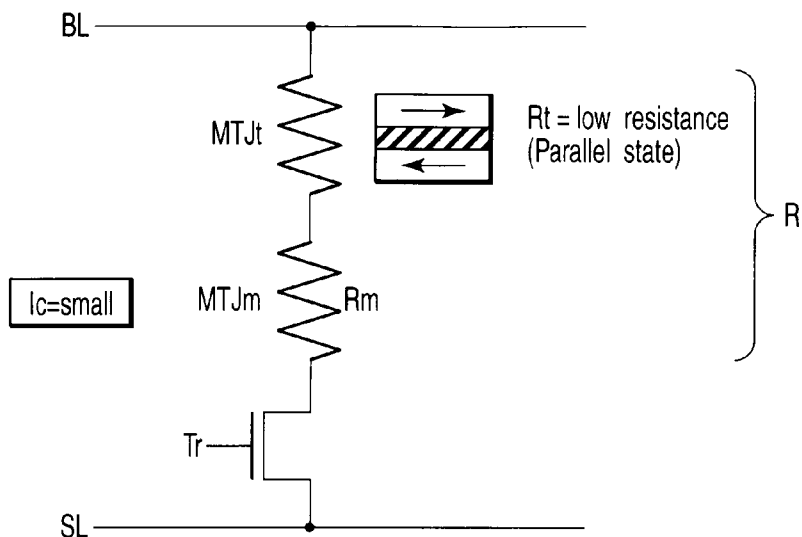 BL
MTJt
Rt = low resistance
(Parallel state)
R
Ic=small
MTJm
Rm
Tr
SL